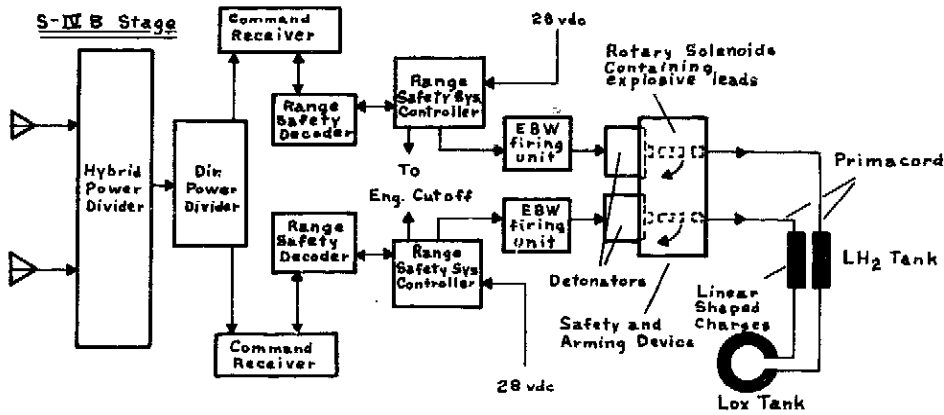 S-IV B Stage
Command
Receiver
28 vdc
Rotary Solenoids
Containing
explosive leads
Range
Safety Sys.
Controller
Range
Safety
Decoder
EBW
firing
unit
Primacord
Hybrid
Power
Divider
Dir.
Power
Divider
To
Eng. Cutoff
Range
Safety
Decoder
EBW
firing
unit
Range
Safety Sys
Controller
Detonators
LH2 Tank
Linear
Shaped
Charges
Safety and
Arming Device
Command
Receiver
28 vdc
Lox Tank